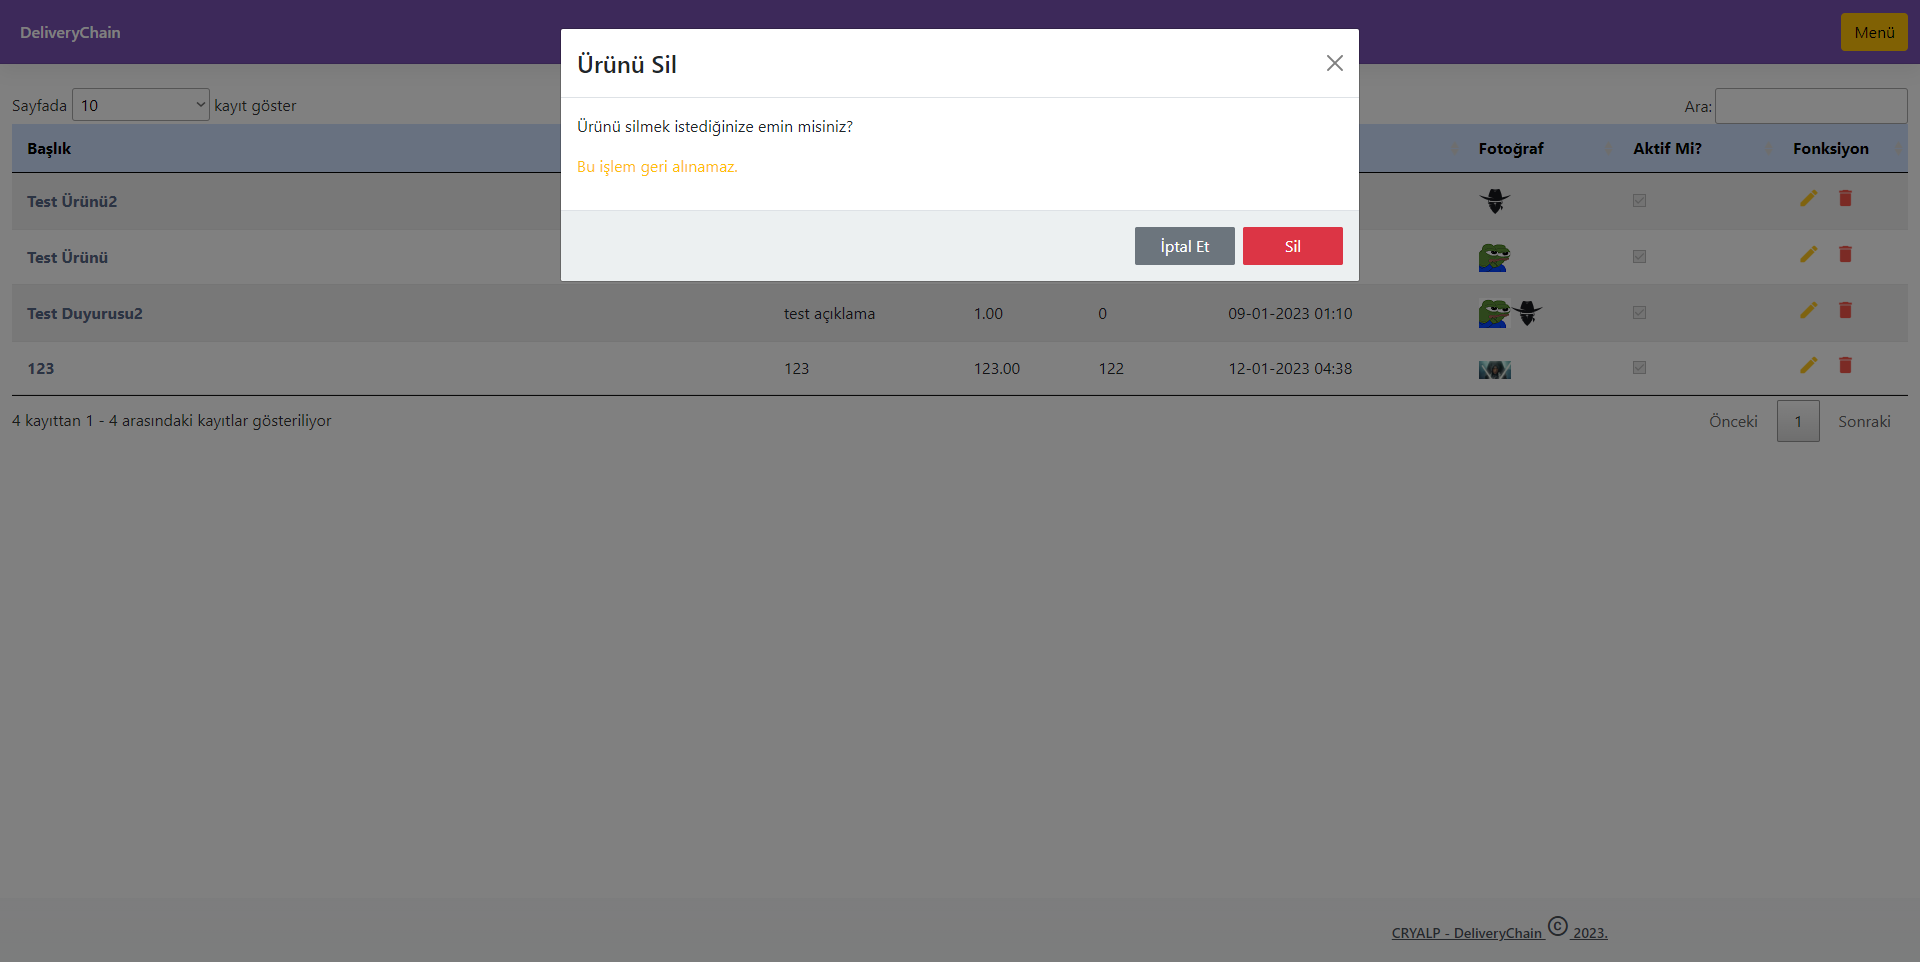 DeliveryChain
Menü
Ürünü Sil
Ürünü silmek istediğinize emin misiniz?
Bu işlem geri alınamaz.
İptal Et
Sil
Sayfada 10 kayıt göster
Ara:
Başlık Fotoğraf Aktif Mi? Fonksiyon
Test Ürünü2
Test Ürünü
Test Duyurusu2 test açıklama 1.00 0 09-01-2023 01:10
123 123 123.00 122 12-01-2023 04:38
4 kayıttan 1 - 4 arasındaki kayıtlar gösteriliyor
Önceki 1 Sonraki
CRYALP - DeliveryChain © 2023.